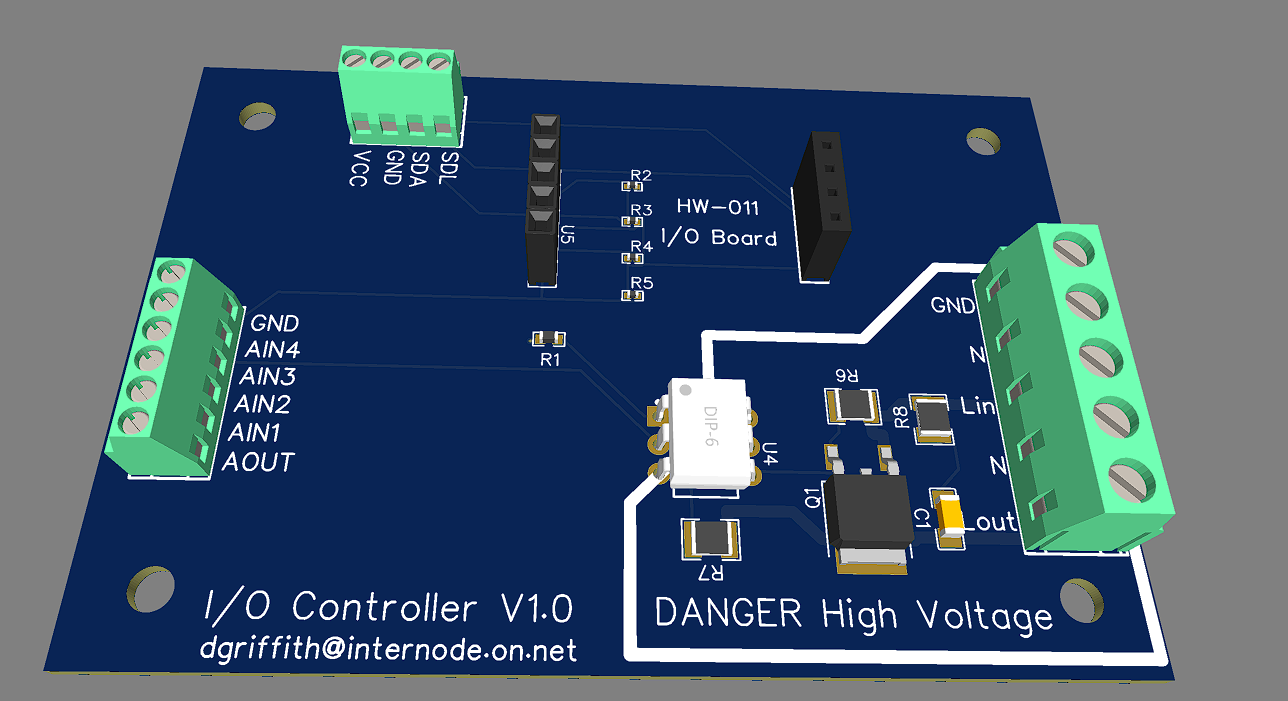 VCC
GND
SDA
SDL
U5
R2
R3
R4
R5
HW-011
I/O Board
R1
GND
AIN4
AIN3
AIN2
AIN1
AOUT
GND
N
Lin
N
Lout
R6
R8
DIP-6
U4
Q1
C1
R7
I/O Controller V1.0
dgriffith@internode.on.net
DANGER High Voltage